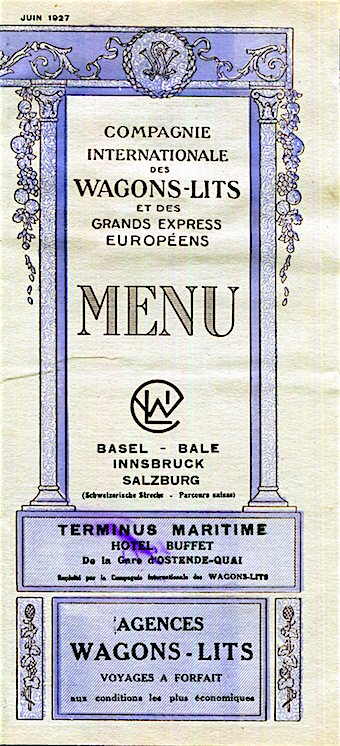 JUIN 1927
COMPAGNIE
INTERNATIONALE
DES
WAGONS-LITS
ET DES
GRANDS EXPRESS
EUROPÉENS
MENU
BASEL - BALE
INNSBRUCK
SALZBURG
(Schweizerische Strecke - Parcours suisse)
TERMINUS MARITIME
HOTEL, BUFFET
De la Gare d'OSTENDE-QUAI
par la Compagnie Internationale des WAGONS-LITS
AGENCES
WAGONS-LITS
VOYAGES A FORFAIT
aux conditions les plus économiques